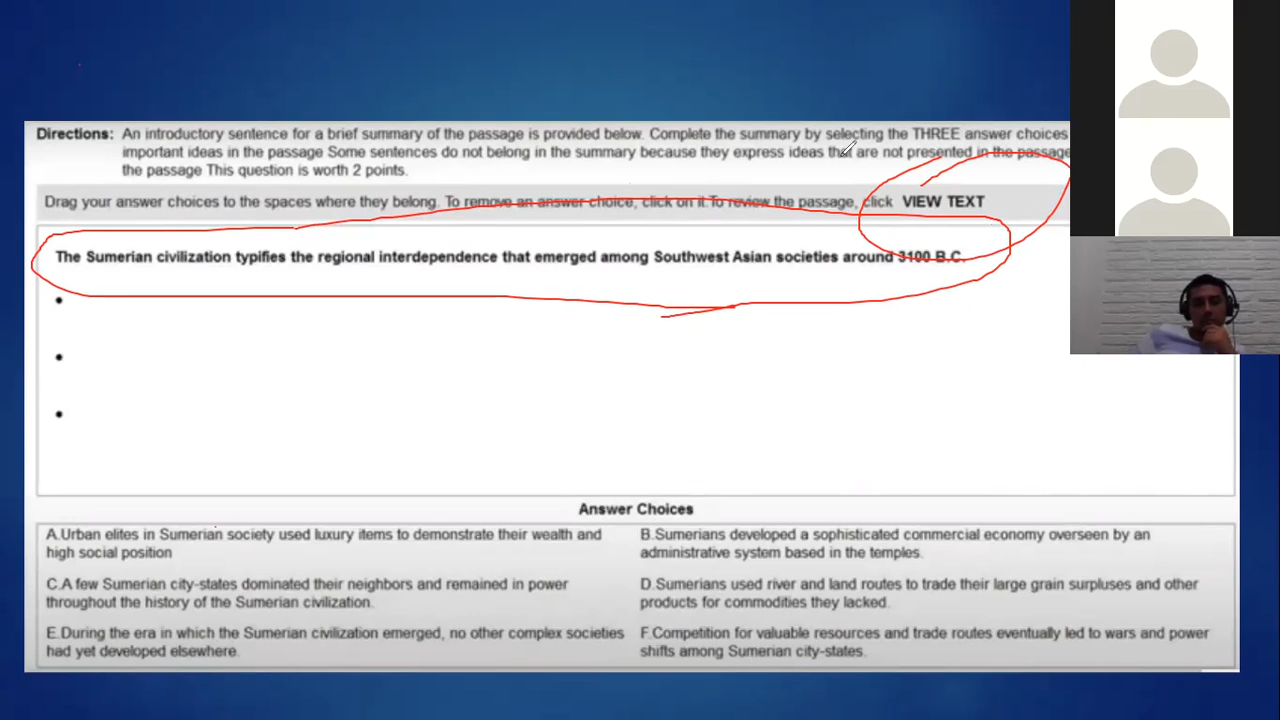 Directions: An introductory sentence for a brief summary of the passage is provided below. Complete the summary by selecting the THREE answer choices
important ideas in the passage Some sentences do not belong in the summary because they express ideas that are not presented in the passage
the passage This question is worth 2 points.
Drag your answer choices to the spaces where they belong. To remove an answer choice, click on it.To review the passage, click VIEW TEXT
The Sumerian civilization typifies the regional interdependence that emerged among Southwest Asian societies around 3100 B.C.
•
•
•
Answer Choices
A.Urban elites in Sumerian society used luxury items to demonstrate their wealth and
high social position
B.Sumerians developed a sophisticated commercial economy overseen by an
administrative system based in the temples.
C.A few Sumerian city-states dominated their neighbors and remained in power
throughout the history of the Sumerian civilization.
D.Sumerians used river and land routes to trade their large grain surpluses and other
products for commodities they lacked.
E.During the era in which the Sumerian civilization emerged, no other complex societies
had yet developed elsewhere.
F.Competition for valuable resources and trade routes eventually led to wars and power
shifts among Sumerian city-states.